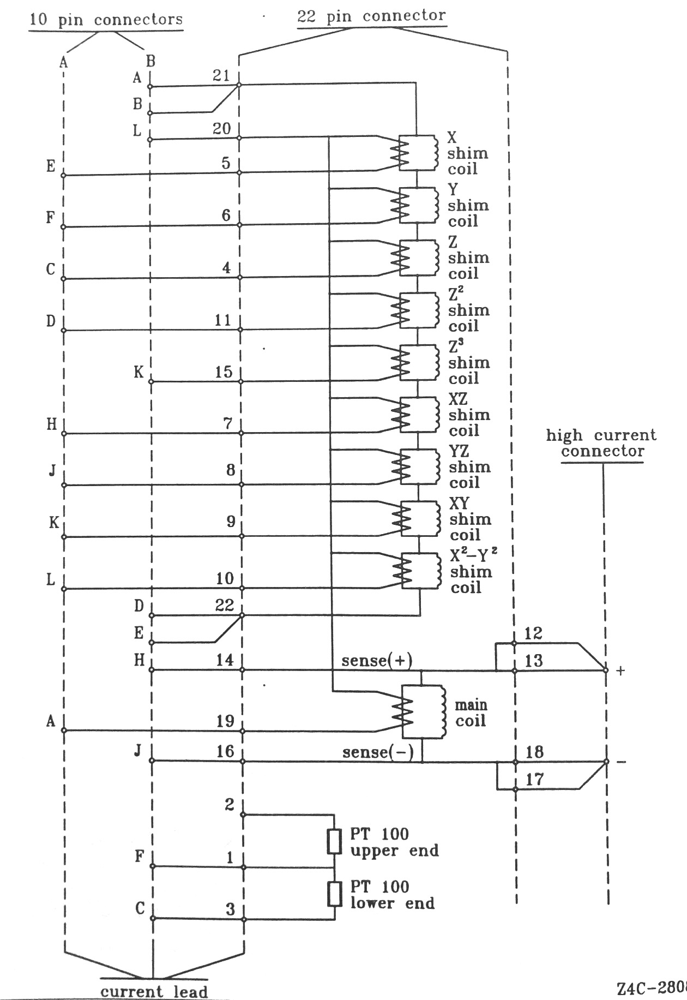 10 pin connectors
22 pin connector
A
B
A 21
B
L 20
X
shim
coil
E 5
Y
shim
coil
F 6
Z
shim
coil
C 4
Z²
shim
coil
D 11
Z³
shim
coil
K 15
XZ
shim
coil
H 7
high current
connector
YZ
shim
coil
J 8
XY
shim
coil
K 9
X²-Y²
shim
coil
L 10
D 22
E
12
H 14 sense(+) 13 +
main
coil
A 19
J 16 sense(-) 18 -
17
2
PT 100
upper end
F 1
PT 100
lower end
C 3
current lead
Z4C-2808